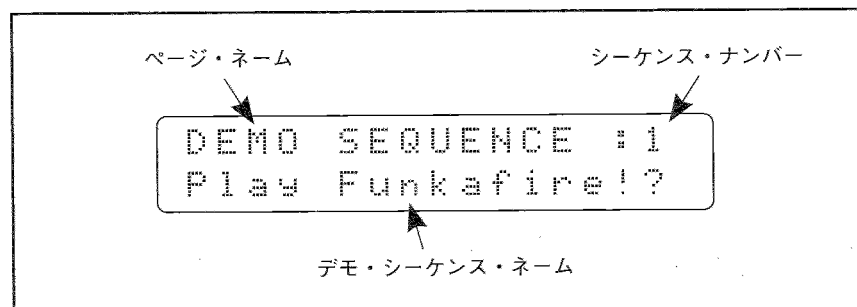 ページ・ネーム
シーケンス・ナンバー
DEMO SEQUENCE :1
Play Funkafire!?
デモ・シーケンス・ネーム